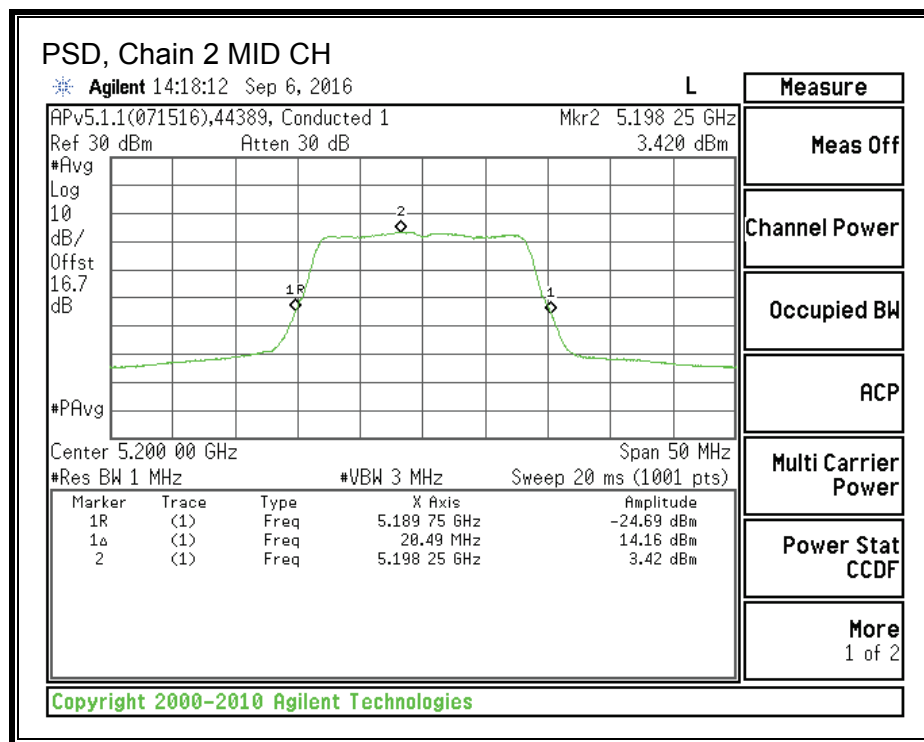 PSD, Chain 2 MID CH
Agilent 14:18:12 Sep 6, 2016 L
APv5.1.1(071516),44389, Conducted 1 Mkr2 5.198 25 GHz
Ref 30 dBm Atten 30 dB 3.420 dBm
#Avg
Log
10
dB/
Offst
16.7
dB
#PAvg
2
1R
1
Center 5.200 00 GHz Span 50 MHz
#Res BW 1 MHz #VBW 3 MHz Sweep 20 ms (1001 pts)
Marker Trace Type X Axis Amplitude
1R (1) Freq 5.189 75 GHz -24.69 dBm
1Δ (1) Freq 20.49 MHz 14.16 dBm
2 (1) Freq 5.198 25 GHz 3.42 dBm
Measure
Meas Off
Channel Power
Occupied BW
ACP
Multi Carrier
Power
Power Stat
CCDF
More
1 of 2
Copyright 2000-2010 Agilent Technologies